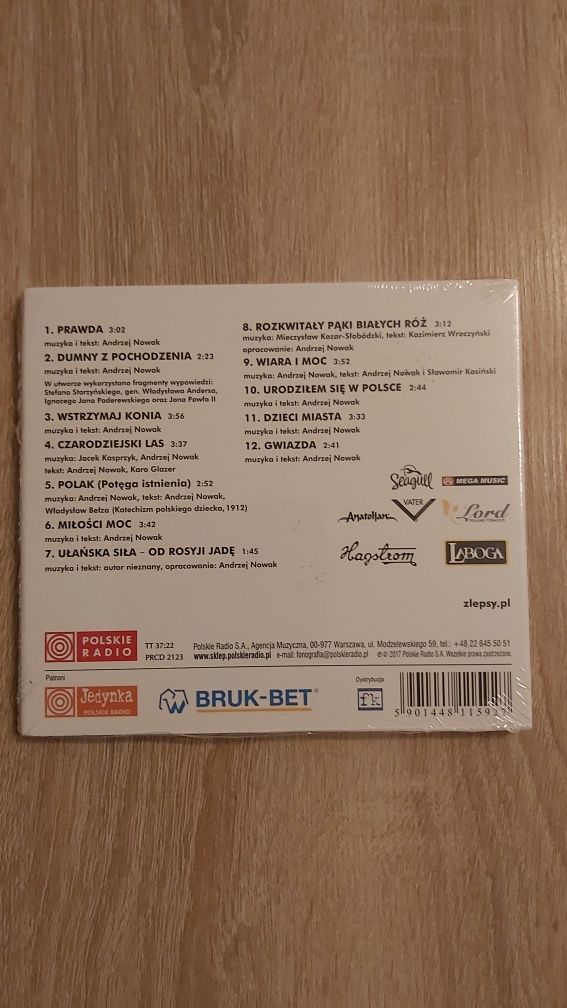 1. PRAWDA 3:02
muzyka i tekst: Andrzej Nowak
2. DUMNY Z POCHODZENIA 2:23
muzyka i tekst: Andrzej Nowak
W utworze wykorzystano fragmenty wypowiedzi:
Stefana Starzyńskiego, gen. Władysława Andersa,
Ignacego Jana Paderewskiego oraz Jana Pawła II
3. WSTRZYMAJ KONIA 3:56
muzyka i tekst: Andrzej Nowak
4. CZARODZIEJSKI LAS 3:37
muzyka: Jacek Kasprzyk, Andrzej Nowak
tekst: Andrzej Nowak, Karo Glazer
5. POLAK (Potęga istnienia) 2:52
muzyka: Andrzej Nowak, tekst: Andrzej Nowak,
Władysław Bełza (Katechizm polskiego dziecka, 1912)
6. MIŁOŚCI MOC 3:42
muzyka i tekst: Andrzej Nowak
7. UŁAŃSKA SIŁA – OD ROSYJI JADĘ 1:45
muzyka i tekst: autor nieznany, opracowanie: Andrzej Nowak
8. ROZKWITAŁY PĄKI BIAŁYCH RÓŻ 3:12
muzyka: Mieczysław Kozar-Słobódzki, tekst: Kazimierz Wroczyński
opracowanie: Andrzej Nowak
9. WIARA I MOC 3:52
muzyka: Andrzej Nowak, tekst: Andrzej Nowak i Sławomir Kosiński
10. URODZIŁEM SIĘ W POLSCE 2:44
muzyka i tekst: Andrzej Nowak
11. DZIECI MIASTA 3:33
muzyka i tekst: Andrzej Nowak
12. GWIAZDA 2:41
muzyka i tekst: Andrzej Nowak
Seagull MEGA MUSIC
Anatolian VATER Lord
POLAND TOBACCO
Hagstrom LABOGA
zlepsy.pl
POLSKIE
RADIO
TT 37:22
PRCD 2123
Polskie Radio S.A., Agencja Muzyczna, 00-977 Warszawa, ul. Modzelewskiego 59, tel.: +48 22 645 50 51
www.sklep.polskieradio.pl e-mail: fonografia@polskieradio.pl ℗ © 2017 Polskie Radio S.A. Wszelkie prawa zastrzeżone.
Patroni
Jedynka
POLSKIE RADIO
BRUK-BET®
Dystrybucja
fk
5 901448 115927